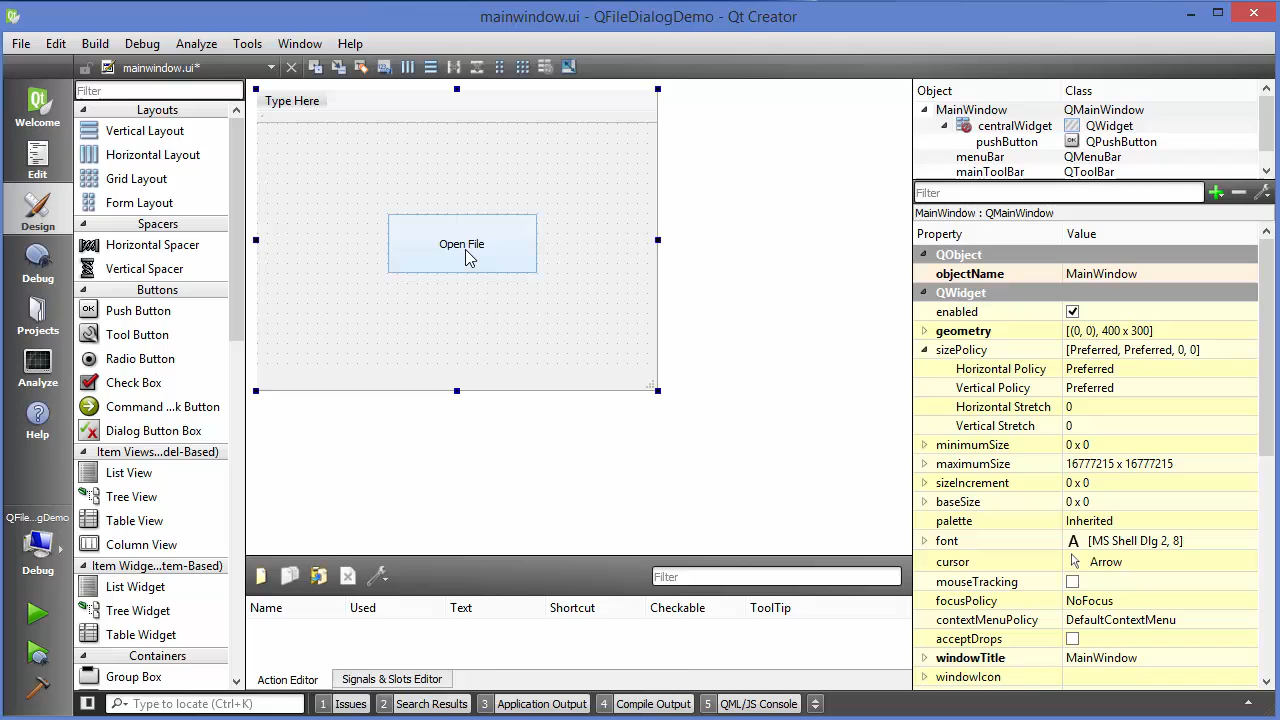 mainwindow.ui - QFileDialogDemo - Qt Creator
File Edit Build Debug Analyze Tools Window Help
mainwindow.ui*
Welcome
Edit
Design
Debug
Projects
Analyze
Help
QFile...gDemo
Debug
Filter
Layouts
Vertical Layout
Horizontal Layout
Grid Layout
Form Layout
Spacers
Horizontal Spacer
Vertical Spacer
Buttons
OK Push Button
Tool Button
Radio Button
Check Box
Command ...k Button
Dialog Button Box
Item Views...del-Based)
List View
Tree View
Table View
Column View
Item Widge...tem-Based)
List Widget
Tree Widget
Table Widget
Containers
Group Box
Type Here
Open File
Filter
Name Used Text Shortcut Checkable ToolTip
Action Editor Signals & Slots Editor
Object Class
MainWindow QMainWindow
centralWidget QWidget
pushButton OK QPushButton
menuBar QMenuBar
mainToolBar QToolBar
Filter
MainWindow : QMainWindow
Property Value
QObject
objectName MainWindow
QWidget
enabled
geometry [(0, 0), 400 x 300]
sizePolicy [Preferred, Preferred, 0, 0]
Horizontal Policy Preferred
Vertical Policy Preferred
Horizontal Stretch 0
Vertical Stretch 0
minimumSize 0 x 0
maximumSize 16777215 x 16777215
sizeIncrement 0 x 0
baseSize 0 x 0
palette Inherited
font A [MS Shell Dlg 2, 8]
cursor Arrow
mouseTracking
focusPolicy NoFocus
contextMenuPolicy DefaultContextMenu
acceptDrops
windowTitle MainWindow
windowIcon
Type to locate (Ctrl+K) 1 Issues 2 Search Results 3 Application Output 4 Compile Output 5 QML/JS Console